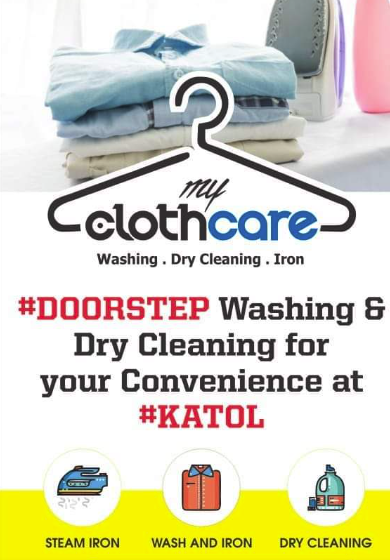 my
clothcare
Washing . Dry Cleaning . Iron
#DOORSTEP Washing &
Dry Cleaning for
your Convenience at
#KATOL
STEAM IRON WASH AND IRON DRY CLEANING